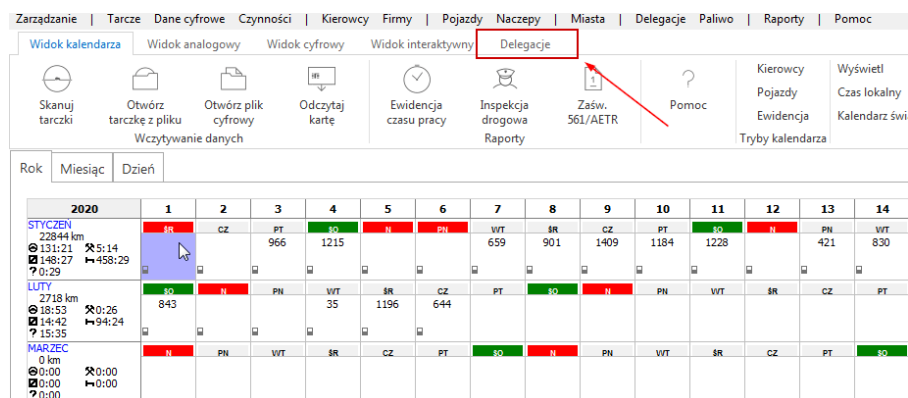 Zarządzanie | Tarcze Dane cyfrowe Czynności | Kierowcy Firmy | Pojazdy Naczepy | Miasta | Delegacje Paliwo | Raporty | Pomoc
Widok kalendarza Widok analogowy Widok cyfrowy Widok interaktywny Delegacje
Skanuj tarczki
Otwórz tarczkę z pliku
Otwórz plik cyfrowy
Odczytaj kartę
Ewidencja czasu pracy
Inspekcja drogowa
Zaśw. 561/AETR
Pomoc
Kierowcy Wyświetl
Pojazdy Czas lokalny
Ewidencja Kalendarz świ
Wczytywanie danych Raporty Tryby kalendarza
Rok Miesiąc Dzień
2020 1 2 3 4 5 6 7 8 9 10 11 12 13 14
STYCZEŃ ŚR CZ PT SO N PN WT ŚR CZ PT SO N PN WT
22844 km 966 1215 659 901 1409 1184 1228 421 830
131:21 5:14
148:27 458:29
? 0:29
LUTY SO N PN WT ŚR CZ PT SO N PN WT ŚR CZ PT
2718 km 843 35 1196 644
18:53 0:26
14:42 94:24
? 15:35
MARZEC N PN WT ŚR CZ PT SO N PN WT ŚR CZ PT SO
0 km
0:00 0:00
0:00 0:00
? 0:00